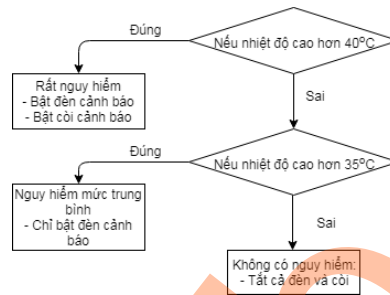 Đúng
Nếu nhiệt độ cao hơn 40°C
Rất nguy hiểm
- Bật đèn cảnh báo
- Bật còi cảnh báo
Sai
Đúng
Nếu nhiệt độ cao hơn 35°C
Nguy hiểm mức trung
bình
- Chỉ bật đèn cảnh
báo
Sai
Không có nguy hiểm:
- Tắt cả đèn và còi